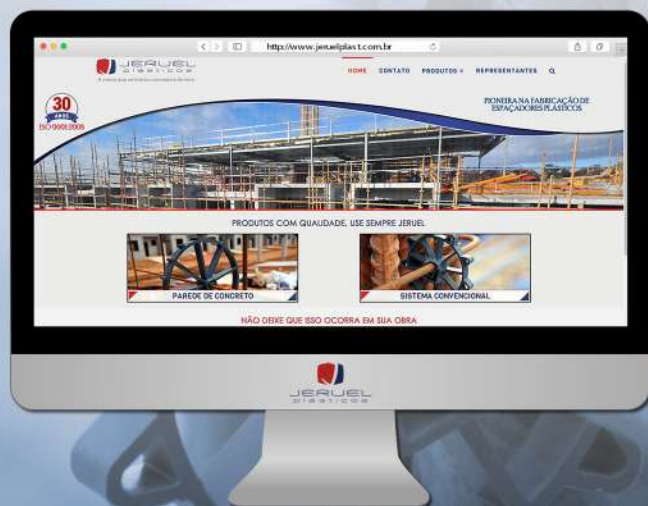 http://www.jeruelplast.com.br
JERUEL
plásticos
HOME CONTATO PRODUTOS REPRESENTANTES
30
ANOS
ISO 9001:2008
PIONEIRA NA FABRICAÇÃO DE
ESPAÇADORES PLÁSTICOS
PRODUTOS COM QUALIDADE, USE SEMPRE JERUEL
PAREDE DE CONCRETO
SISTEMA CONVENCIONAL
NÃO DEIXE QUE ISSO OCORRA EM SUA OBRA
JERUEL
plásticos